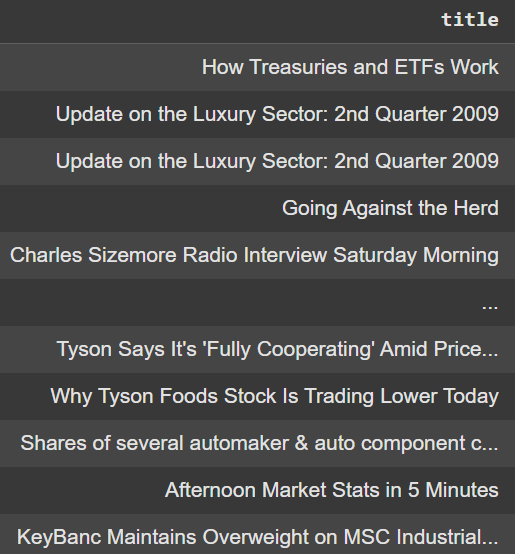 title
How Treasuries and ETFs Work
Update on the Luxury Sector: 2nd Quarter 2009
Update on the Luxury Sector: 2nd Quarter 2009
Going Against the Herd
Charles Sizemore Radio Interview Saturday Morning
...
Tyson Says It's 'Fully Cooperating' Amid Price...
Why Tyson Foods Stock Is Trading Lower Today
Shares of several automaker & auto component c...
Afternoon Market Stats in 5 Minutes
KeyBanc Maintains Overweight on MSC Industrial...